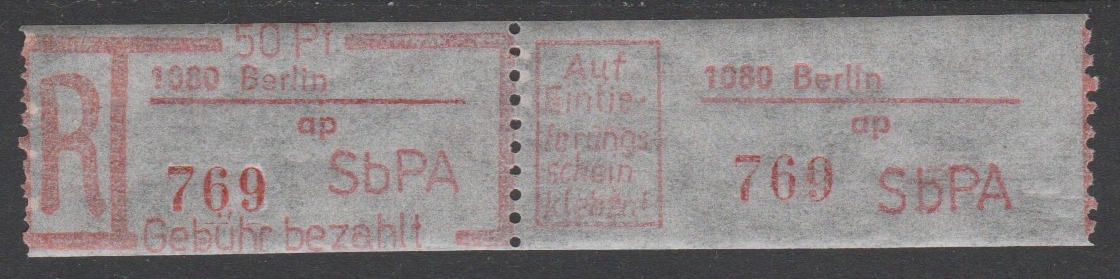 50 Pf.
R
1080 Berlin
ap
769 SbPA
Gebühr bezahlt
Auf
Einlie-
ferungs-
schein
kleben!
1080 Berlin
ap
769 SbPA